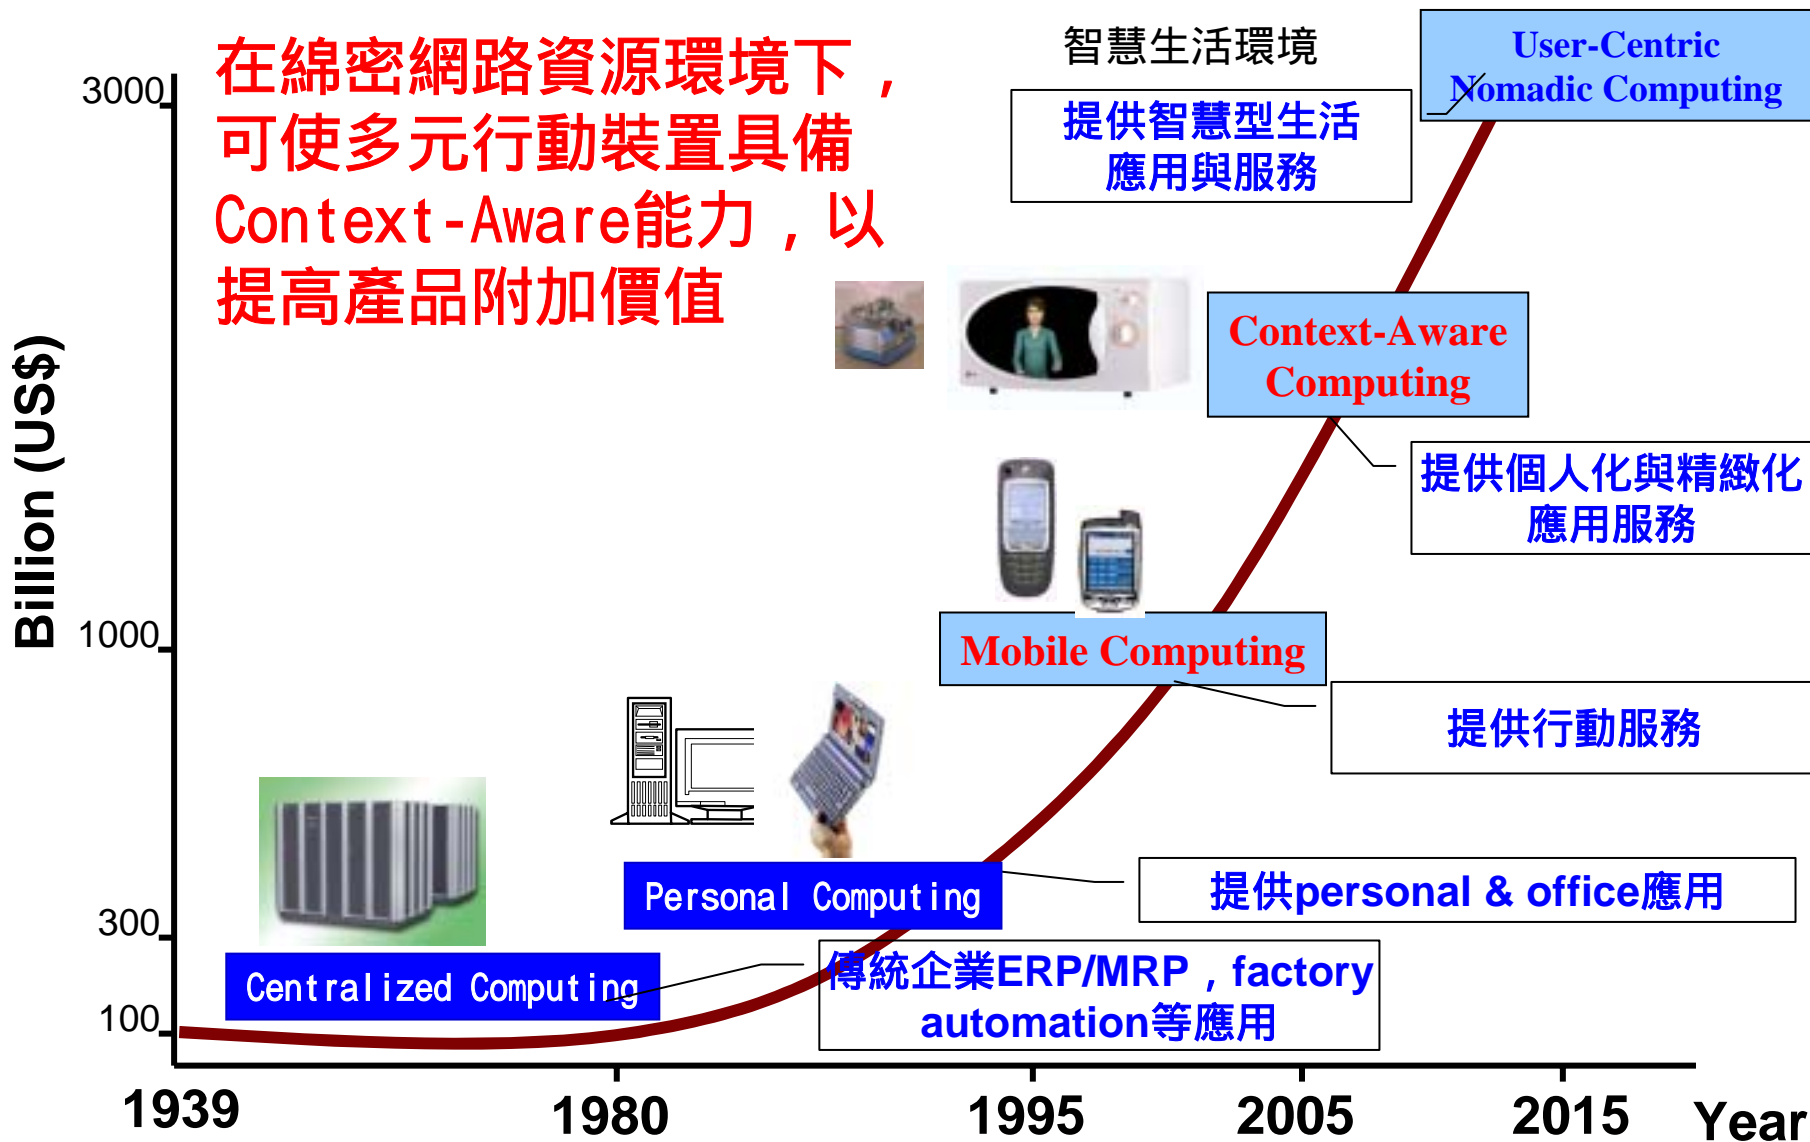 在綿密網路資源環境下，
可使多元行動裝置具備
Context-Aware能力，以
提高產品附加價值
智慧生活環境
User-Centric
Nomadic Computing
提供智慧型生活
應用與服務
Context-Aware
Computing
提供個人化與精緻化
應用服務
Mobile Computing
提供行動服務
Personal Computing
提供personal & office應用
Centralized Computing
傳統企業ERP/MRP，factory
automation等應用
Billion (US$)
3000
1000
300
100
1939
1980
1995
2005
2015
Year